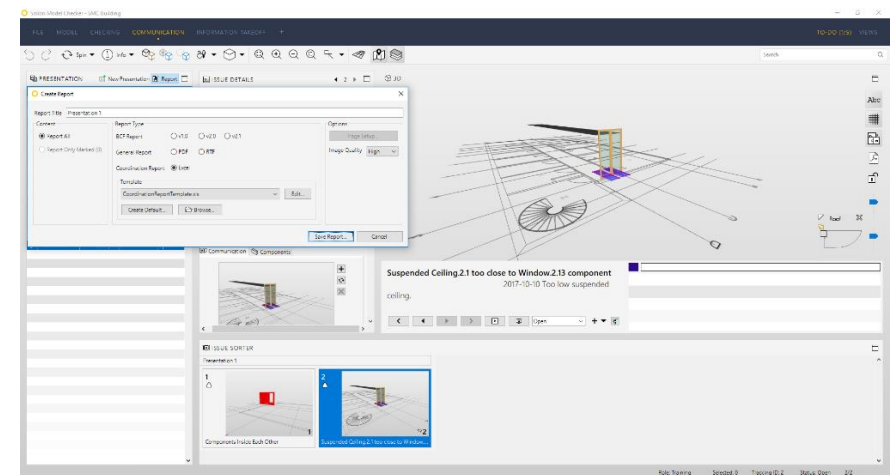 Solibri Model Checker - IARC Building
FILE MODEL CHECKING COMMUNICATION INFORMATION TAKEOFF +
TO-DO (1/5) VIEWS
Spin Info
Search
PRESENTATION New Presentation Report
ISSUE DETAILS 2
3D
Create Report
Report Title Presentation 1
Content
Report All
Report Only Marked (0)
Report Type
BCF Report v1.0 v2.0 v2.1
General Report PDF RTF
Coordination Report Excel
Template
CoordinationReportTemplate.xls Edit...
Create Default... Browse...
Options
Page Setup...
Image Quality High
Save Report... Cancel
Abc
Communication Components
Suspended Ceiling.2.1 too close to Window.2.13 component
2017-10-10 Too low suspended
ceiling.
Open
ISSUE SORTER
Presentation 1
1
1
Components Inside Each Other
2
2
Suspended Ceiling.2.1 too close to Window...
Role: Training Selected: 0 Tracking ID: 2 Status: Open 2/2